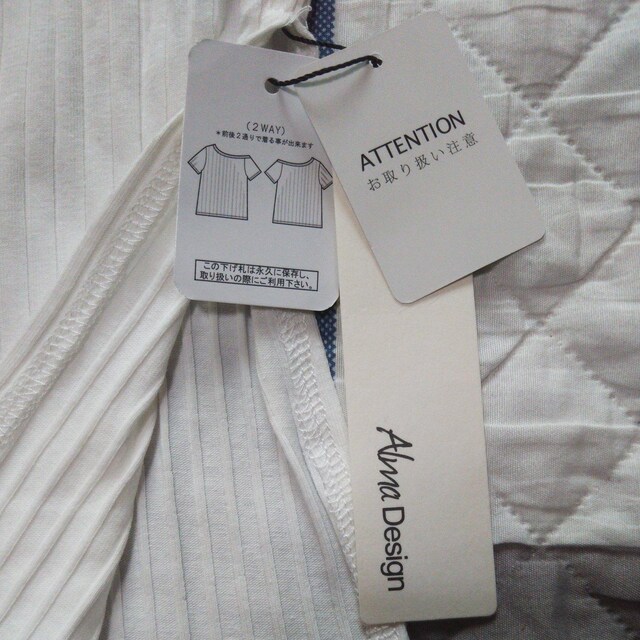 (2WAY)
*前後2通りで着る事が出来ます
この下げ札は永久に保存し、
取り扱いの際にご利用下さい。
ATTENTION
お取り扱い注意
Alma Design